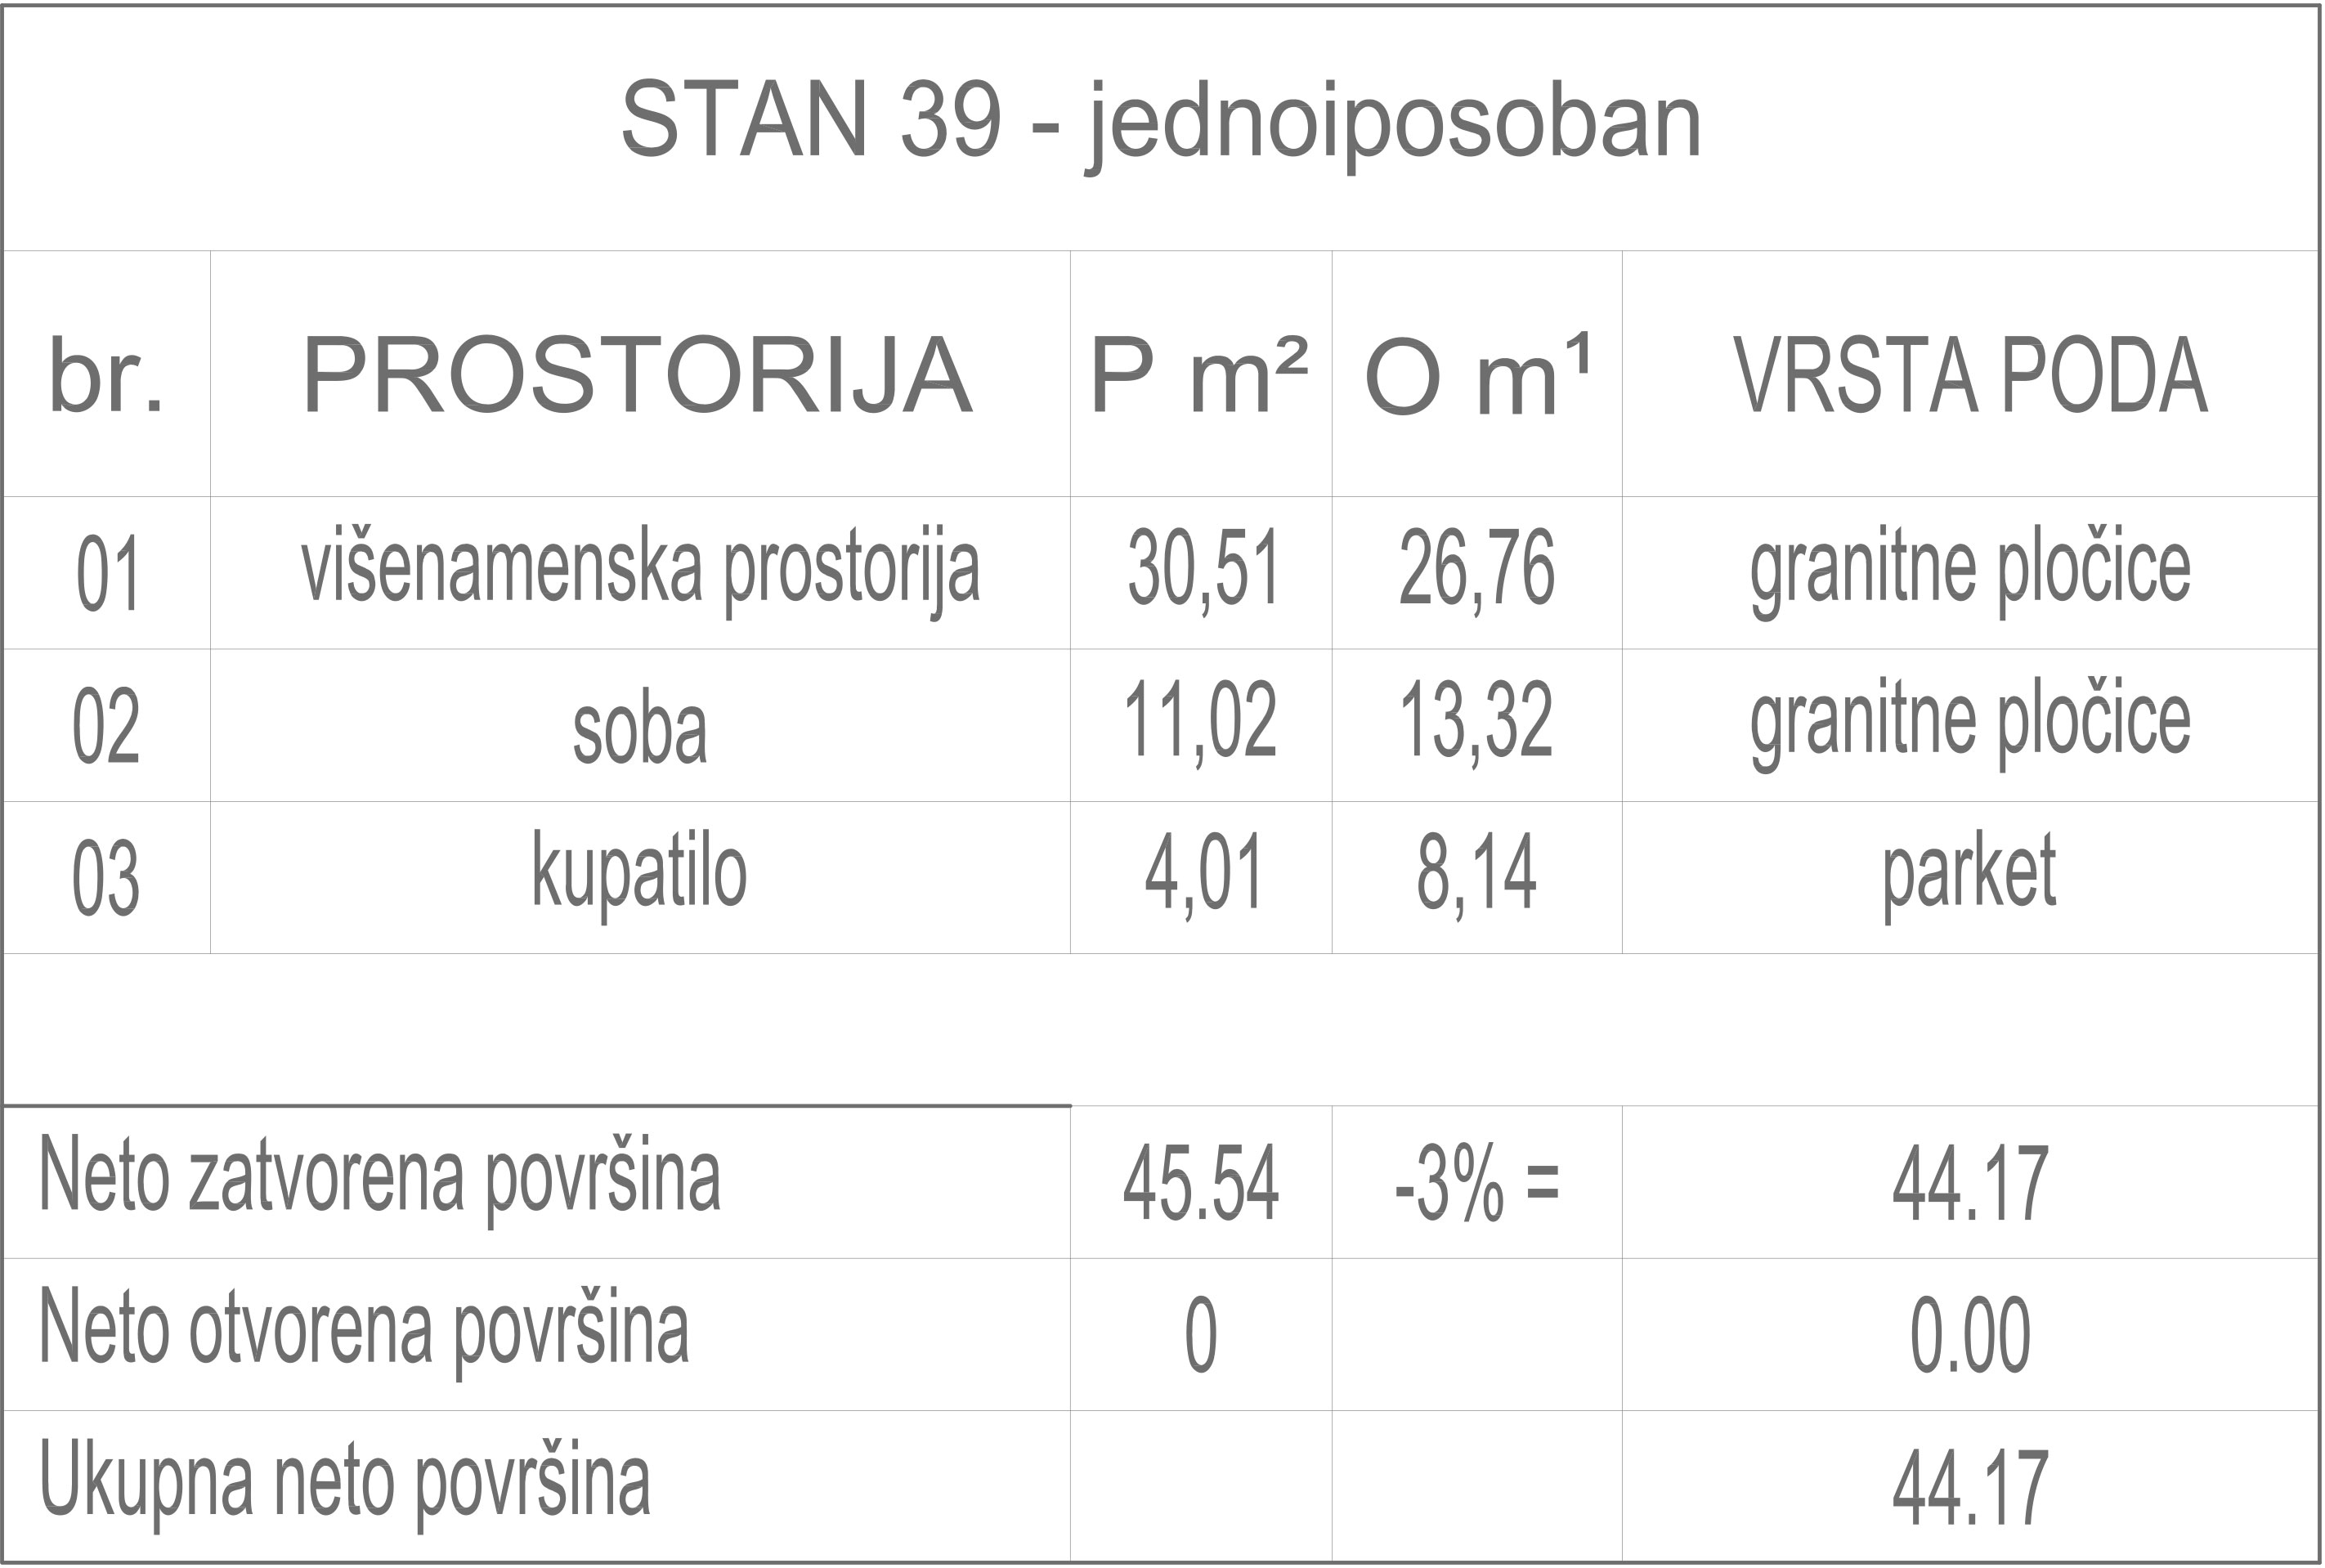 STAN 39 - jednoiposoban
br. PROSTORIJA P m² O m¹ VRSTA PODA
01 višenamenska prostorija 30,51 26,76 granitne pločice
02 soba 11,02 13,32 granitne pločice
03 kupatilo 4,01 8,14 parket
Neto zatvorena površina 45.54 -3% = 44.17
Neto otvorena površina 0 0.00
Ukupna neto površina 44.17